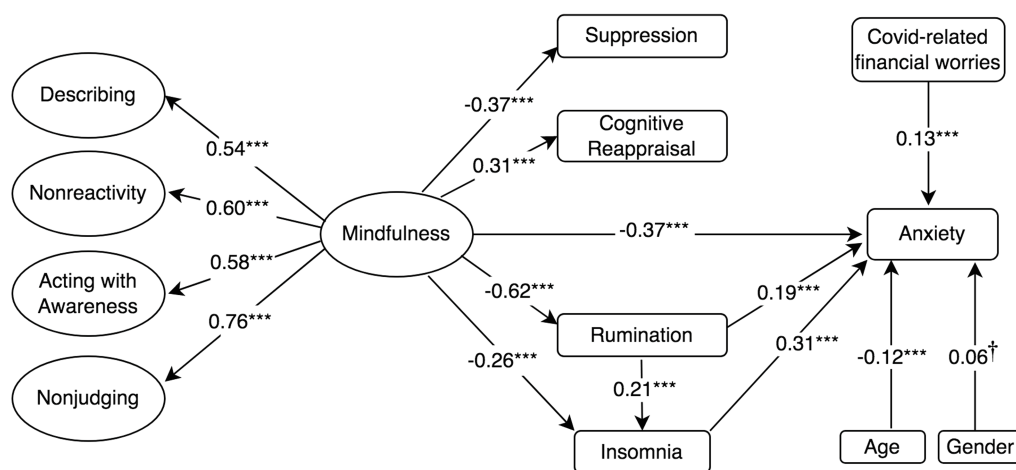 Suppression
Covid-related
financial worries
Describing
-0.37***
Cognitive
Reappraisal
0.54***
0.31***
0.13***
Nonreactivity
0.60***
Mindfulness
-0.37***
Anxiety
0.58***
Acting with
Awareness
-0.62***
0.19***
0.76***
Rumination
0.31***
-0.26***
-0.12***
0.06†
Nonjudging
0.21***
Insomnia
Age
Gender